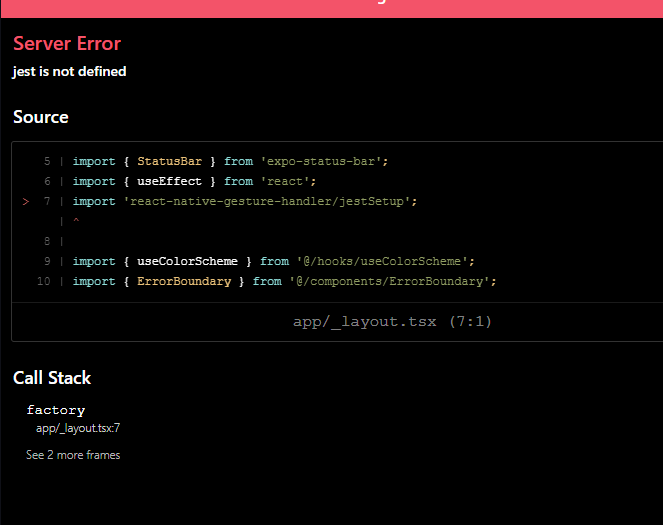 Server Error
jest is not defined
Source
5 | import { StatusBar } from 'expo-status-bar';
6 | import { useEffect } from 'react';
> 7 | import 'react-native-gesture-handler/jestSetup';
| ^
8 |
9 | import { useColorScheme } from '@/hooks/useColorScheme';
10 | import { ErrorBoundary } from '@/components/ErrorBoundary';
app/_layout.tsx (7:1)
Call Stack
factory
app/_layout.tsx:7
See 2 more frames